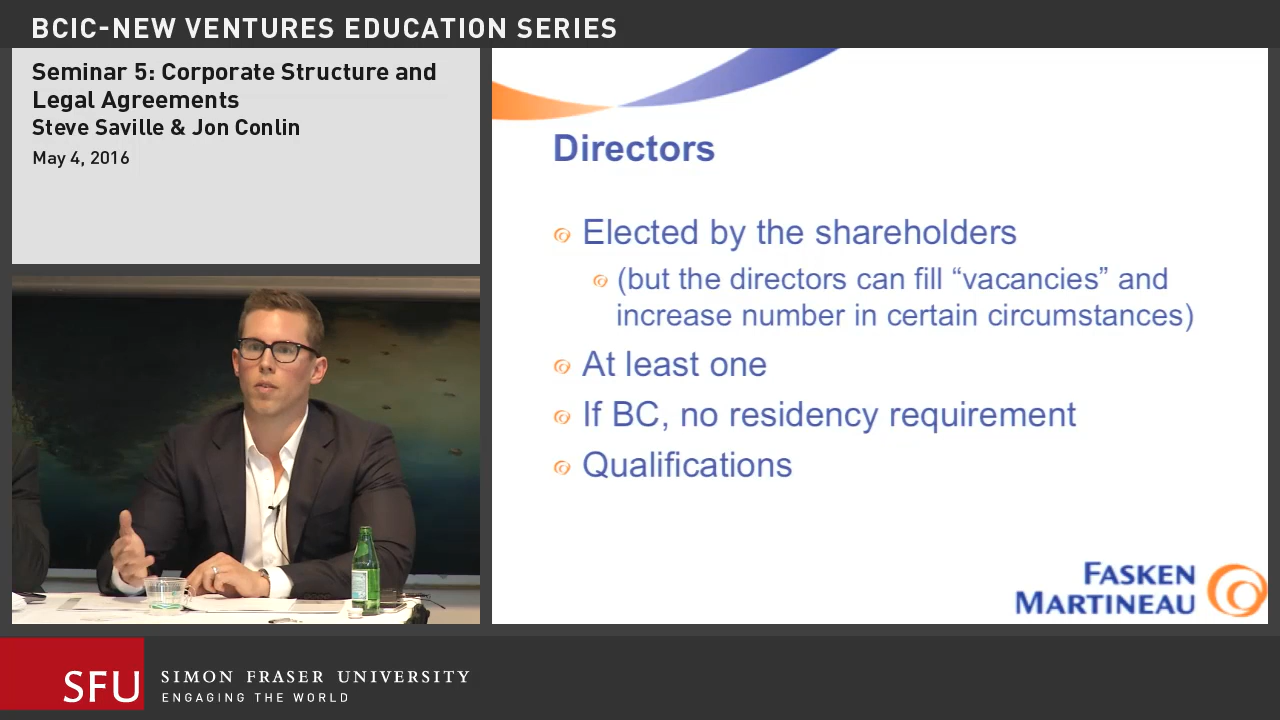 BCIC-NEW VENTURES EDUCATION SERIES
Seminar 5: Corporate Structure and
Legal Agreements
Steve Saville & Jon Conlin
May 4, 2016
Directors
Elected by the shareholders
(but the directors can fill “vacancies” and
increase number in certain circumstances)
At least one
If BC, no residency requirement
Qualifications
FASKEN
MARTINEAU
SFU
SIMON FRASER UNIVERSITY
ENGAGING THE WORLD